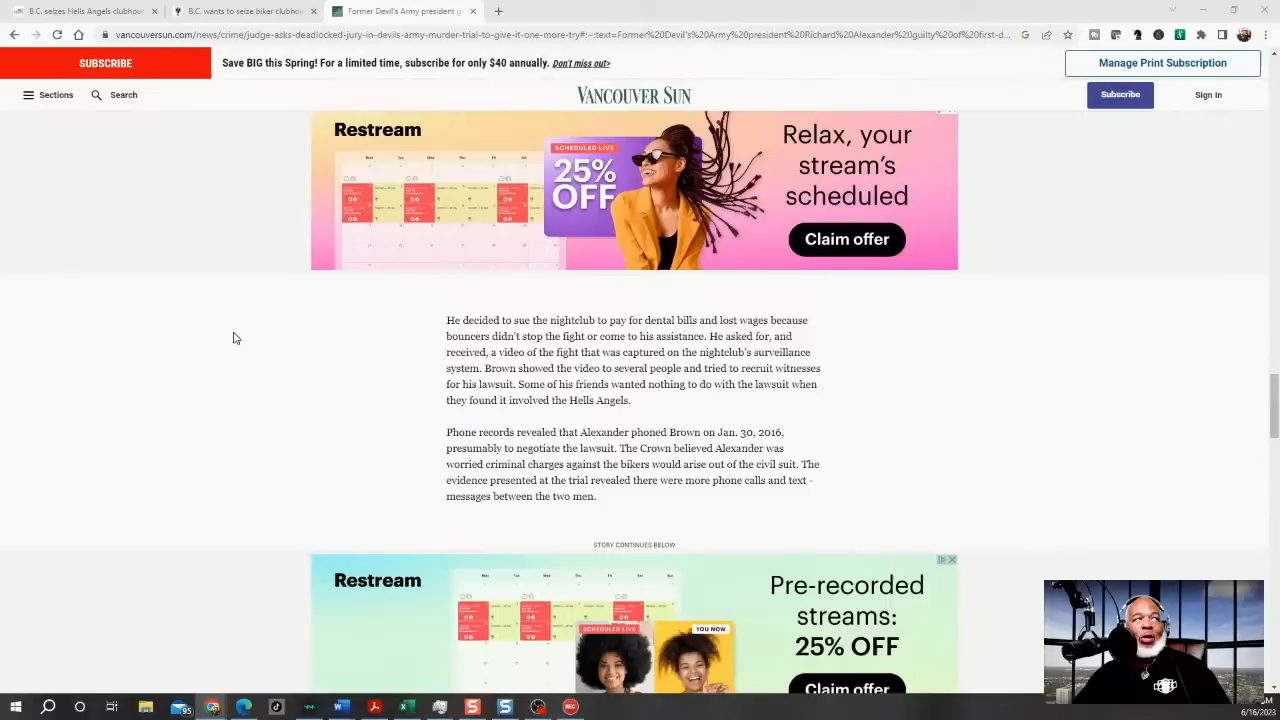 B.C. seizes Hells Angels clubhou
B.C. wants to seize biker clubhou
Former Devil's Army president g
vancouversun.com/news/crime/judge-asks-deadlocked-jury-in-devils-army-murder-trial-to-give-it-one-more-try#:~:text=Former%20Devil's%20Army%20president%20Richard%20Alexander%20guilty%20of%20first-d...
SUBSCRIBE
Save BIG this Spring! For a limited time, subscribe for only $40 annually. Don't miss out>
Manage Print Subscription
Sections
Search
VANCOUVER SUN
Subscribe
Sign In
Restream
SCHEDULED LIVE
25%
OFF
Relax, your
stream's
scheduled
Claim offer
He decided to sue the nightclub to pay for dental bills and lost wages because
bouncers didn't stop the fight or come to his assistance. He asked for, and
received, a video of the fight that was captured on the nightclub's surveillance
system. Brown showed the video to several people and tried to recruit witnesses
for his lawsuit. Some of his friends wanted nothing to do with the lawsuit when
they found it involved the Hells Angels.
Phone records revealed that Alexander phoned Brown on Jan. 30, 2016,
presumably to negotiate the lawsuit. The Crown believed Alexander was
worried criminal charges against the bikers would arise out of the civil suit. The
evidence presented at the trial revealed there were more phone calls and text -
messages between the two men.
STORY CONTINUES BELOW
Restream
SCHEDULED LIVE
YOU NOW
Pre-recorded
streams:
25% OFF
Claim offer
95
REC
6/16/2023